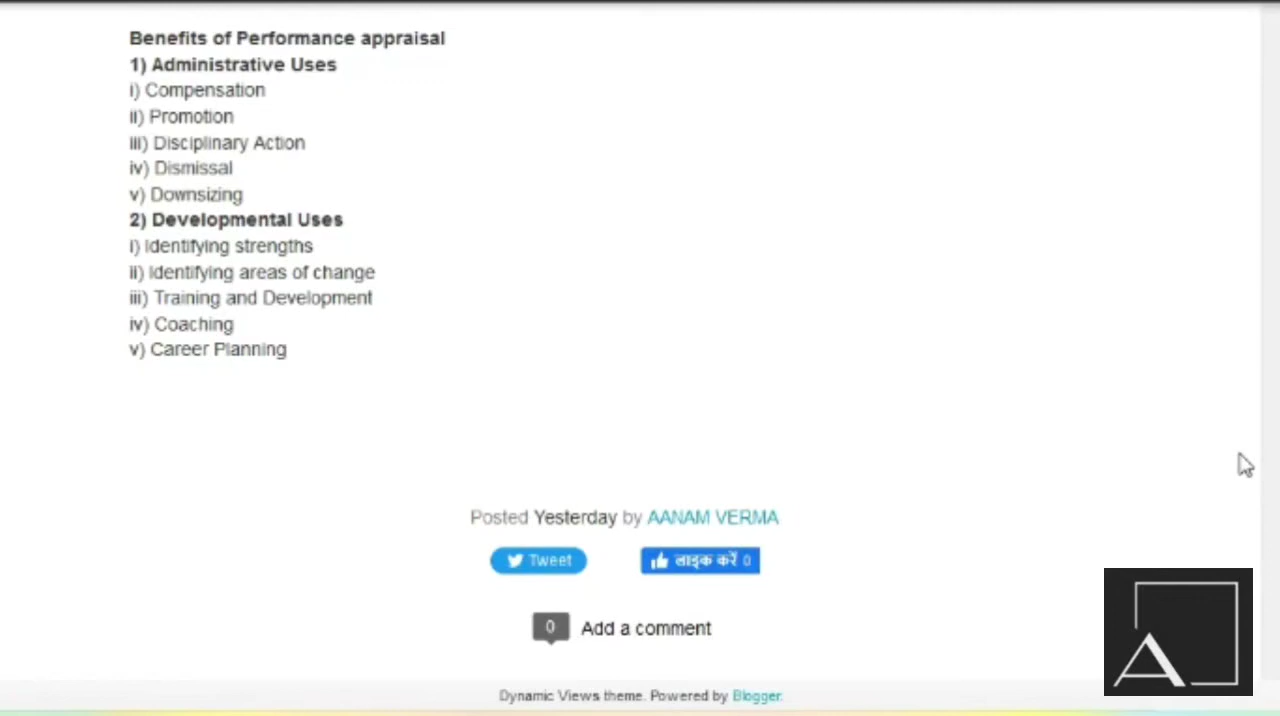 Benefits of Performance appraisal
1) Administrative Uses
i) Compensation
ii) Promotion
iii) Disciplinary Action
iv) Dismissal
v) Downsizing
2) Developmental Uses
i) Identifying strengths
ii) Identifying areas of change
iii) Training and Development
iv) Coaching
v) Career Planning
Posted Yesterday by AANAM VERMA
Tweet
लाइक करें 0
0 Add a comment
A
Dynamic Views theme. Powered by Blogger.